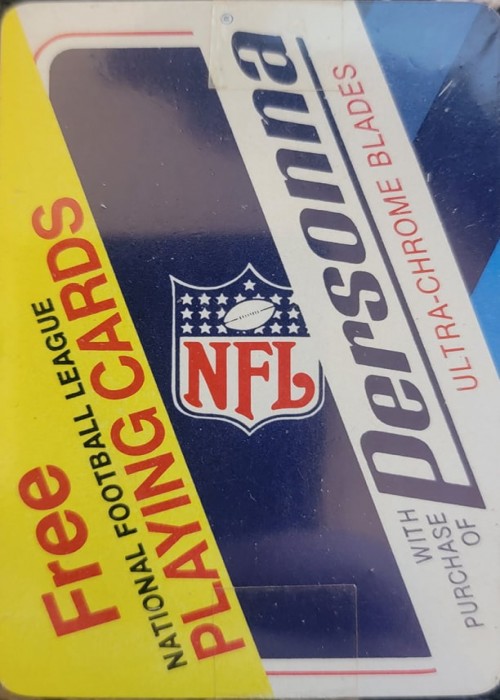 Free
NATIONAL FOOTBALL LEAGUE
PLAYING CARDS
NFL
WITH
PURCHASE
OF
Personna®
ULTRA-CHROME BLADES